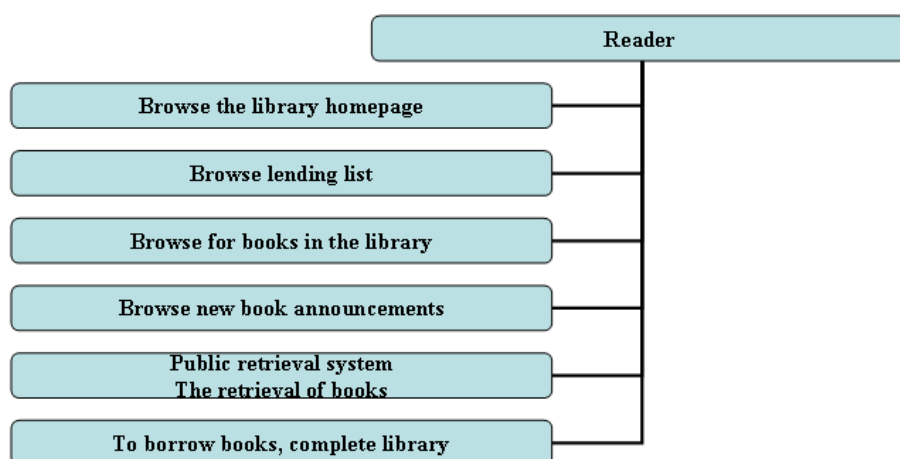 Reader
Browse the library homepage
Browse lending list
Browse for books in the library
Browse new book announcements
Public retrieval system
The retrieval of books
To borrow books, complete library